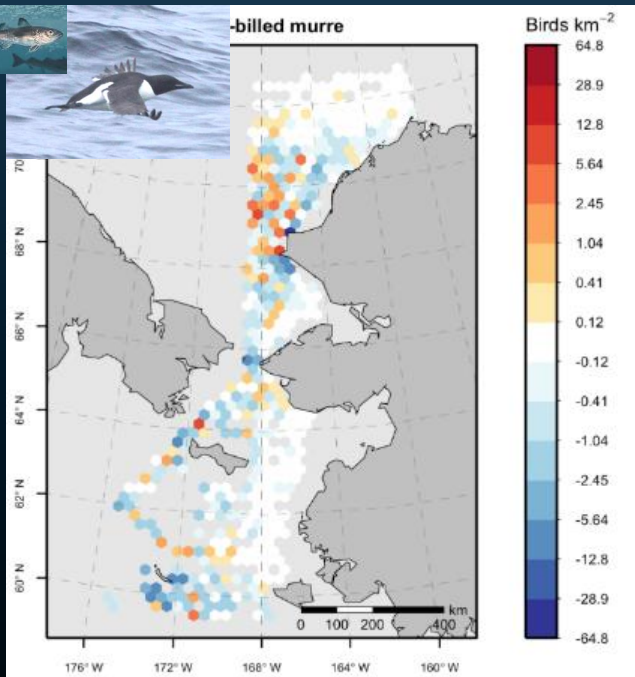 -billed murre
Birds km-2
64.8
28.9
12.8
5.64
2.45
1.04
0.41
0.12
-0.12
-0.41
-1.04
-2.45
-5.64
-12.8
-28.9
-64.8
70
68° N
66° N
64° N
62° N
60° N
km
0 100 200 400
176° W 172° W 168° W 164° W 160° W